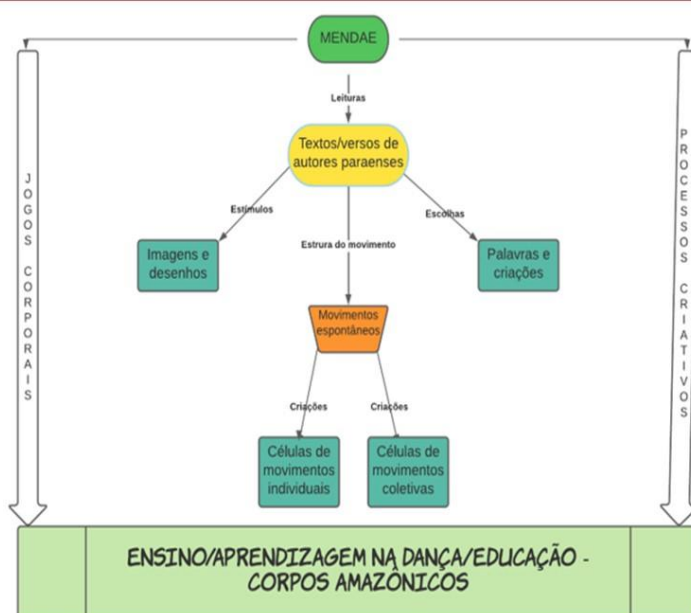 MENDAE
Leituras
Textos/versos de
autores paraenses
Estímulos
Escolhas
Estrura do movimento
Imagens e
desenhos
Palavras e
criações
Movimentos
espontâneos
Criações
Criações
Células de
movimentos
individuais
Células de
movimentos
coletivas
JOGOS CORPORAIS
PROCESSOS CRIATIVOS
ENSINO/APRENDIZAGEM NA DANÇA/EDUCAÇÃO -
CORPOS AMAZÔNICOS